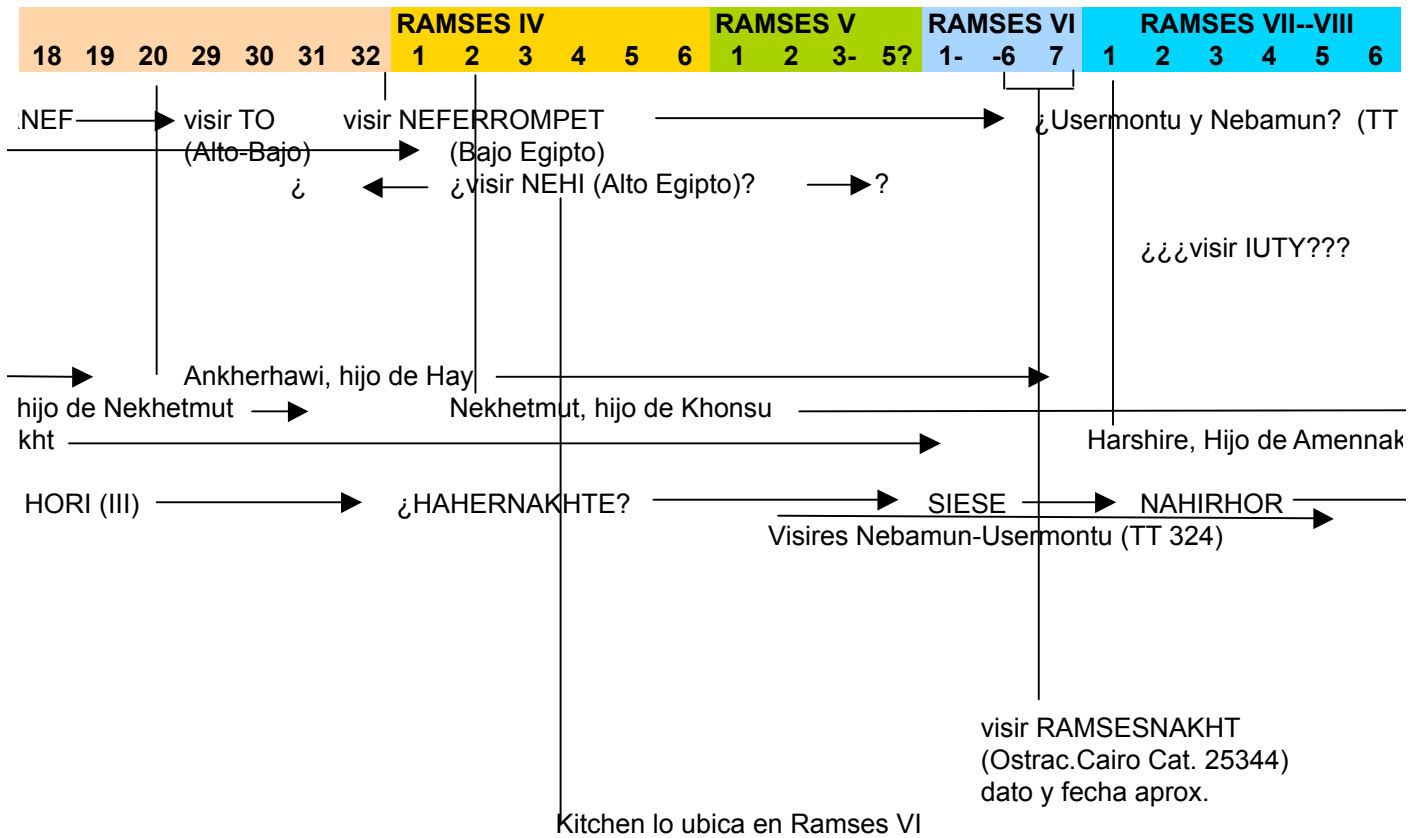 RAMSES IV RAMSES V RAMSES VI RAMSES VII--VIII
18 19 20 29 30 31 32 1 2 3 4 5 6 1 2 3- 5? 1- -6 7 1 2 3 4 5 6
NEF visir TO visir NEFERROMPET ¿Usermontu y Nebamun? (TT
(Alto-Bajo) (Bajo Egipto)
¿ ¿visir NEHI (Alto Egipto)? ?
¿¿¿visir IUTY???
Ankherhawi, hijo de Hay
hijo de Nekhetmut Nekhetmut, hijo de Khonsu
kht Harshire, Hijo de Amennak
HORI (III) ¿HAHERNAKHTE? SIESE NAHIRHOR
Visires Nebamun-Usermontu (TT 324)
visir RAMSESNAKHT
(Ostrac.Cairo Cat. 25344)
dato y fecha aprox.
Kitchen lo ubica en Ramses VI